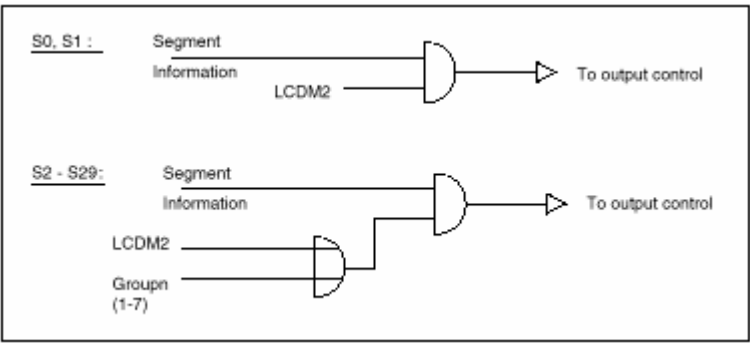 S0, S1 :
Segment
Information
LCDM2
To output control
S2 - S29:
Segment
Information
To output control
LCDM2
Groupn
(1-7)